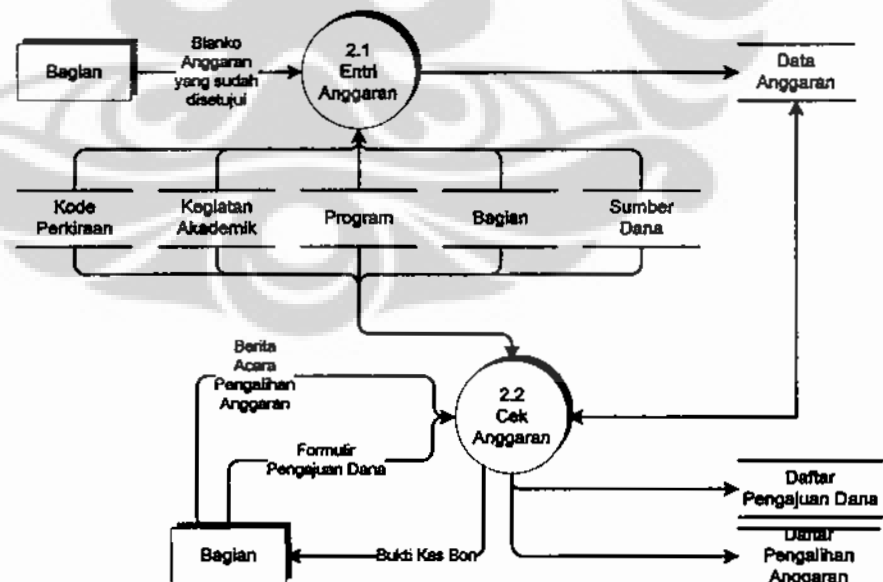 Bagian
Blanko
Anggaran
yang sudah
disetujui
2.1
Entri
Anggaran
Data
Anggaran
Kode
Perkiraan
Kegiatan
Akademik
Program
Bagian
Sumber
Dana
Berita
Acara
Pengalihan
Anggaran
2.2
Cek
Anggaran
Formulir
Pengajuan Dana
Daftar
Pengajuan Dana
Bagian
Bukti Kas Bon
Daftar
Pengalihan
Anggaran